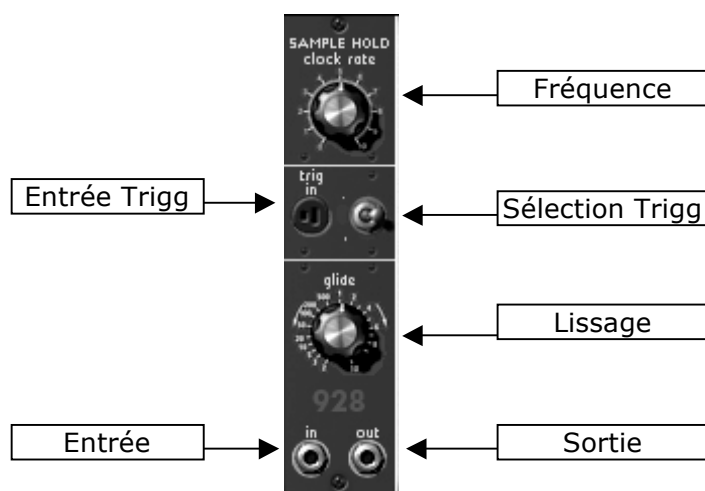 SAMPLE HOLD
clock rate
Fréquence
trig
in
Entrée Trigg
Sélection Trigg
glide
Lissage
928
in
out
Entrée
Sortie